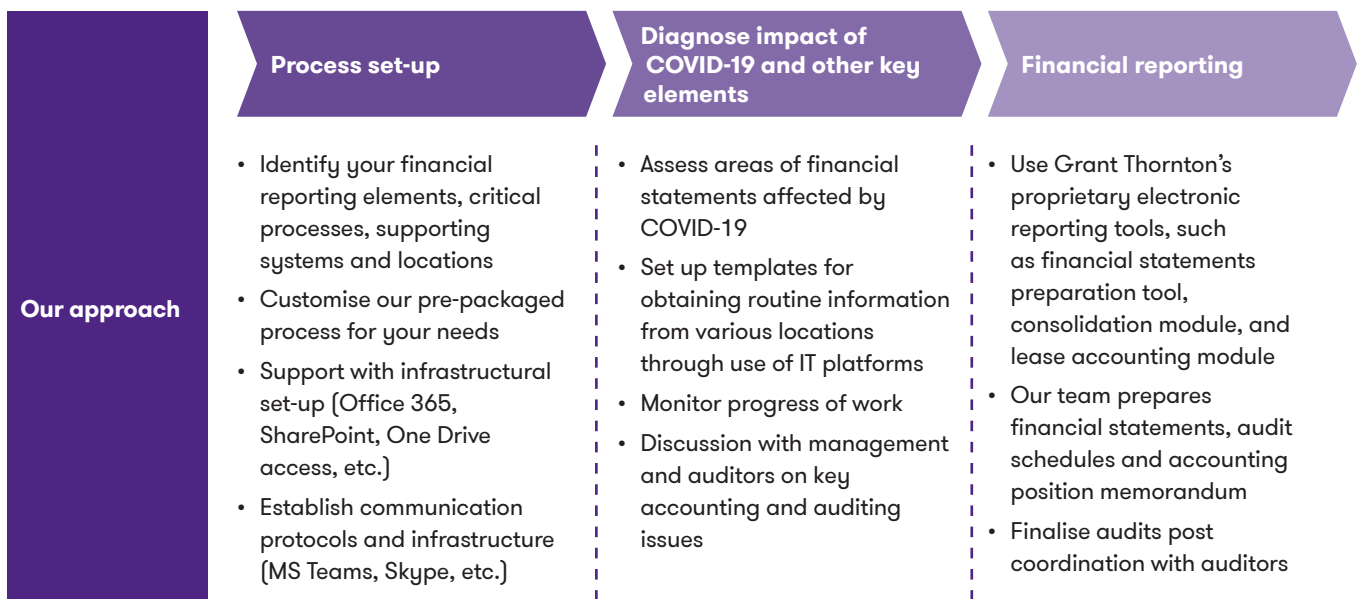 Our approach
Process set-up
• Identify your financial
reporting elements, critical
processes, supporting
systems and locations
• Customise our pre-packaged
process for your needs
• Support with infrastructural
set-up (Office 365,
SharePoint, One Drive
access, etc.)
• Establish communication
protocols and infrastructure
(MS Teams, Skype, etc.)
Diagnose impact of
COVID-19 and other key
elements
• Assess areas of financial
statements affected by
COVID-19
• Set up templates for
obtaining routine information
from various locations
through use of IT platforms
• Monitor progress of work
• Discussion with management
and auditors on key
accounting and auditing
issues
Financial reporting
• Use Grant Thornton’s
proprietary electronic
reporting tools, such
as financial statements
preparation tool,
consolidation module, and
lease accounting module
• Our team prepares
financial statements, audit
schedules and accounting
position memorandum
• Finalise audits post
coordination with auditors